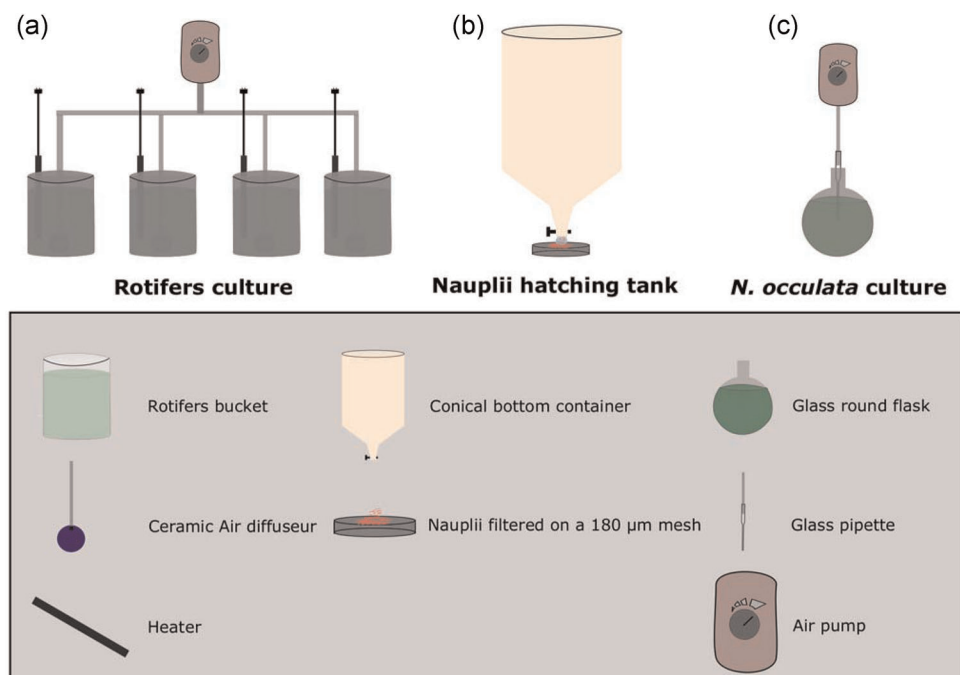 (a)
(b)
(c)
Rotifers culture
Nauplii hatching tank
N. occulata culture
Rotifers bucket
Conical bottom container
Glass round flask
Ceramic Air diffuseur
Nauplii filtered on a 180 µm mesh
Glass pipette
Heater
Air pump